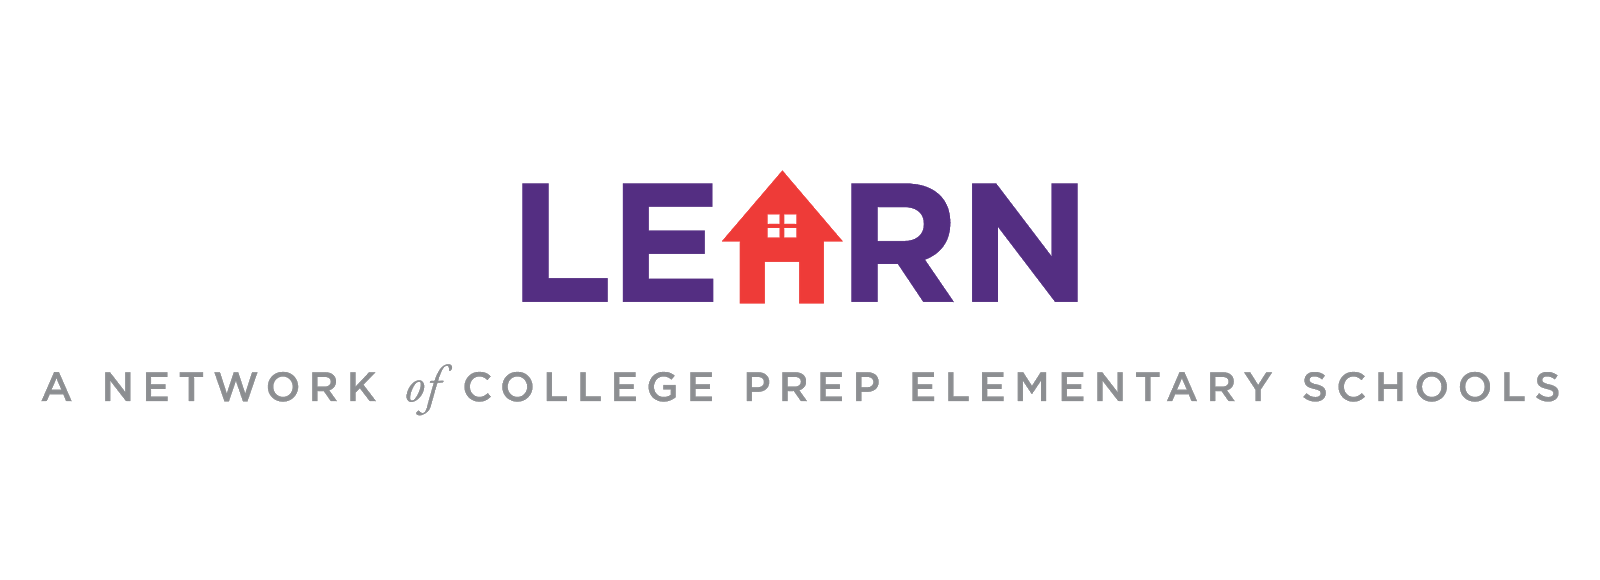 LEARN
A NETWORK of COLLEGE PREP ELEMENTARY SCHOOLS